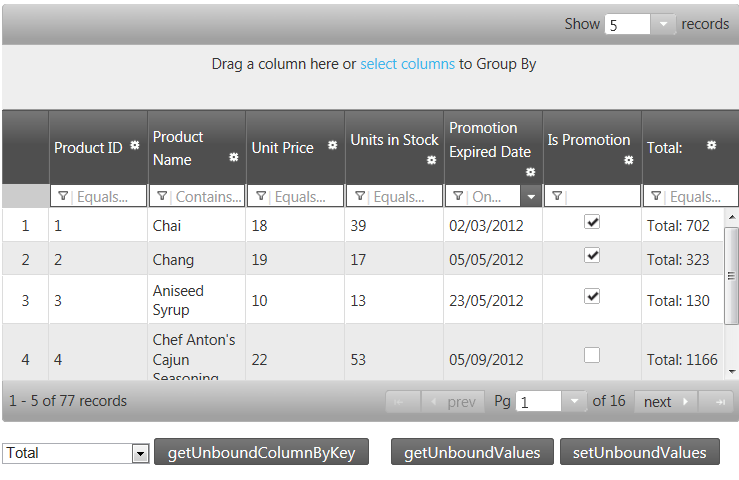 Show 5 records
Drag a column here or select columns to Group By
Product ID Product Name Unit Price Units in Stock Promotion Expired Date Is Promotion Total:
Equals... Contains... Equals... Equals... On... Equals...
1 1 Chai 18 39 02/03/2012 Total: 702
2 2 Chang 19 17 05/05/2012 Total: 323
3 3 Aniseed Syrup 10 13 23/05/2012 Total: 130
4 4 Chef Anton's Cajun Seasoning 22 53 05/09/2012 Total: 1166
1 - 5 of 77 records prev Pg 1 of 16 next
Total getUnboundColumnByKey getUnboundValues setUnboundValues